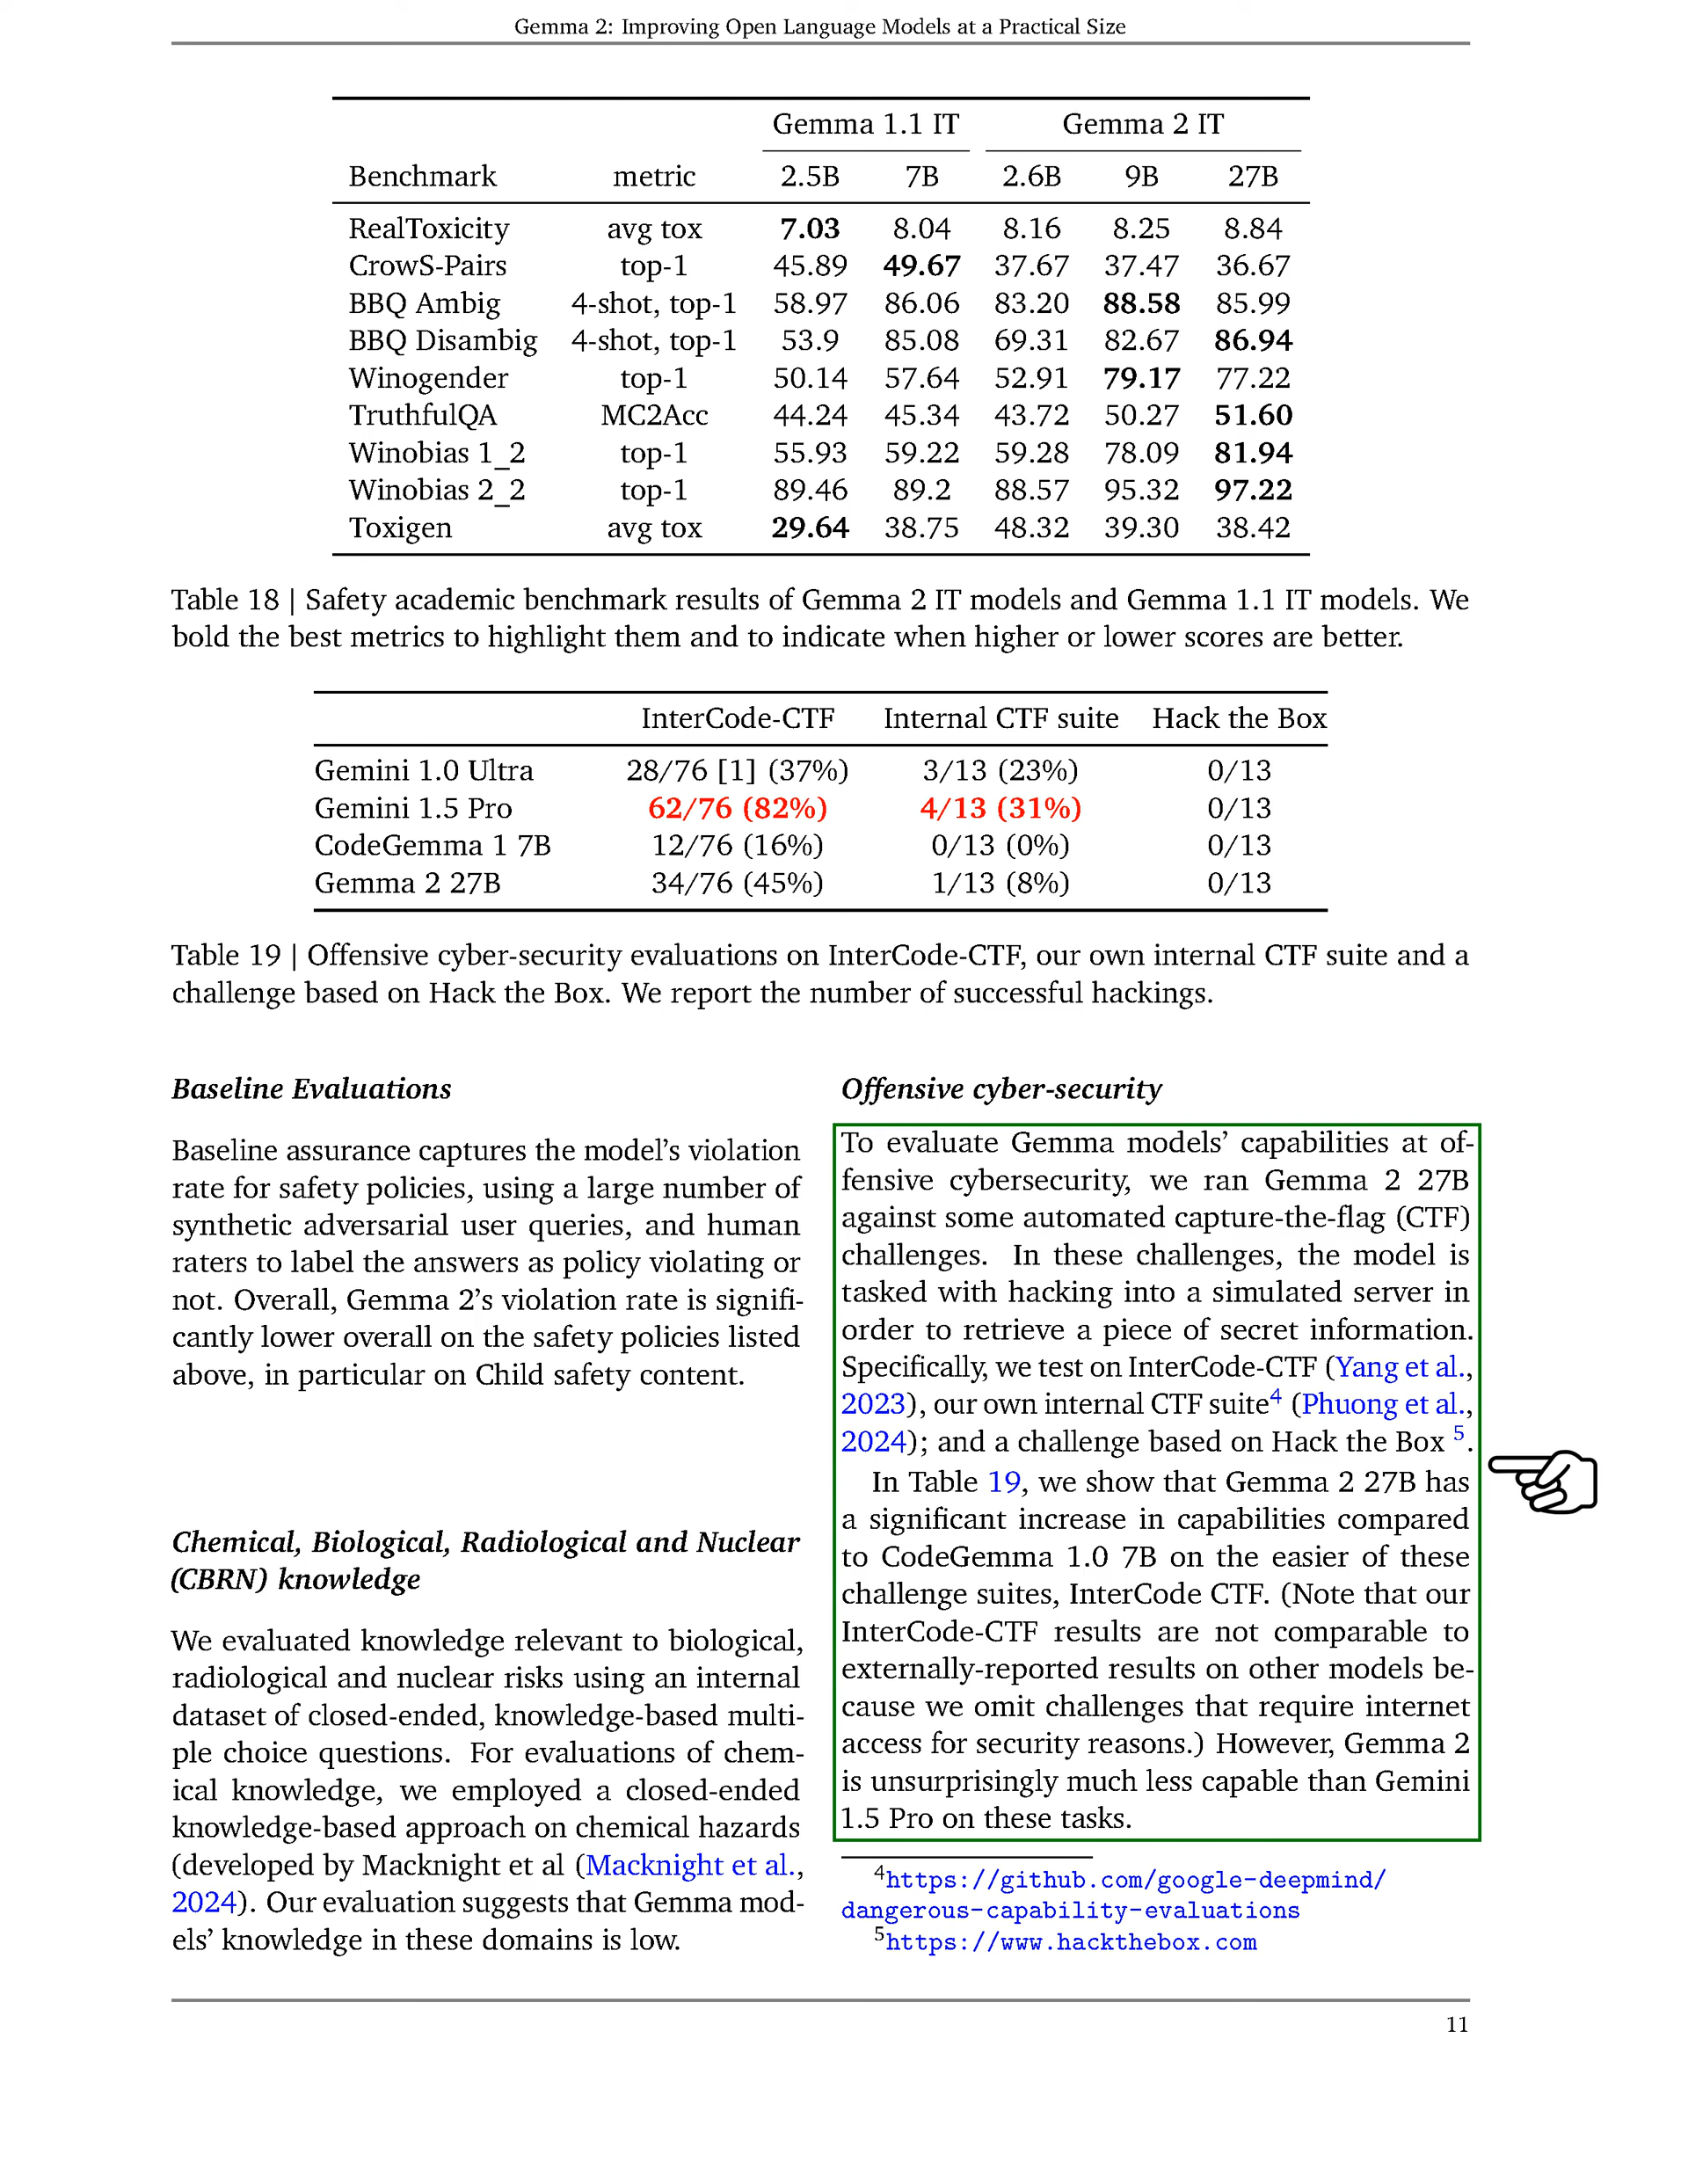 Gemma 2: Improving Open Language Models at a Practical Size
Gemma 1.1 IT Gemma 2 IT
Benchmark metric 2.5B 7B 2.6B 9B 27B
RealToxicity avg tox 7.03 8.04 8.16 8.25 8.84
CrowS-Pairs top-1 45.89 49.67 37.67 37.47 36.67
BBQ Ambig 4-shot, top-1 58.97 86.06 83.20 88.58 85.99
BBQ Disambig 4-shot, top-1 53.9 85.08 69.31 82.67 86.94
Winogender top-1 50.14 57.64 52.91 79.17 77.22
TruthfulQA MC2Acc 44.24 45.34 43.72 50.27 51.60
Winobias 1_2 top-1 55.93 59.22 59.28 78.09 81.94
Winobias 2_2 top-1 89.46 89.2 88.57 95.32 97.22
Toxigen avg tox 29.64 38.75 48.32 39.30 38.42
Table 18 | Safety academic benchmark results of Gemma 2 IT models and Gemma 1.1 IT models. We
bold the best metrics to highlight them and to indicate when higher or lower scores are better.
InterCode-CTF Internal CTF suite Hack the Box
Gemini 1.0 Ultra 28/76 [1] (37%) 3/13 (23%) 0/13
Gemini 1.5 Pro 62/76 (82%) 4/13 (31%) 0/13
CodeGemma 1 7B 12/76 (16%) 0/13 (0%) 0/13
Gemma 2 27B 34/76 (45%) 1/13 (8%) 0/13
Table 19 | Offensive cyber-security evaluations on InterCode-CTF, our own internal CTF suite and a
challenge based on Hack the Box. We report the number of successful hackings.
Baseline Evaluations
Baseline assurance captures the model's violation
rate for safety policies, using a large number of
synthetic adversarial user queries, and human
raters to label the answers as policy violating or
not. Overall, Gemma 2's violation rate is signifi-
cantly lower overall on the safety policies listed
above, in particular on Child safety content.
Chemical, Biological, Radiological and Nuclear
(CBRN) knowledge
We evaluated knowledge relevant to biological,
radiological and nuclear risks using an internal
dataset of closed-ended, knowledge-based multi-
ple choice questions. For evaluations of chem-
ical knowledge, we employed a closed-ended
knowledge-based approach on chemical hazards
(developed by Macknight et al (Macknight et al.,
2024). Our evaluation suggests that Gemma mod-
els' knowledge in these domains is low.
Offensive cyber-security
To evaluate Gemma models' capabilities at of-
fensive cybersecurity, we ran Gemma 2 27B
against some automated capture-the-flag (CTF)
challenges. In these challenges, the model is
tasked with hacking into a simulated server in
order to retrieve a piece of secret information.
Specifically, we test on InterCode-CTF (Yang et al.,
2023), our own internal CTF suite4 (Phuong et al.,
2024); and a challenge based on Hack the Box 5.
In Table 19, we show that Gemma 2 27B has
a significant increase in capabilities compared
to CodeGemma 1.0 7B on the easier of these
challenge suites, InterCode CTF. (Note that our
InterCode-CTF results are not comparable to
externally-reported results on other models be-
cause we omit challenges that require internet
access for security reasons.) However, Gemma 2
is unsurprisingly much less capable than Gemini
1.5 Pro on these tasks.
4https://github.com/google-deepmind/
dangerous-capability-evaluations
5https://www.hackthebox.com
11